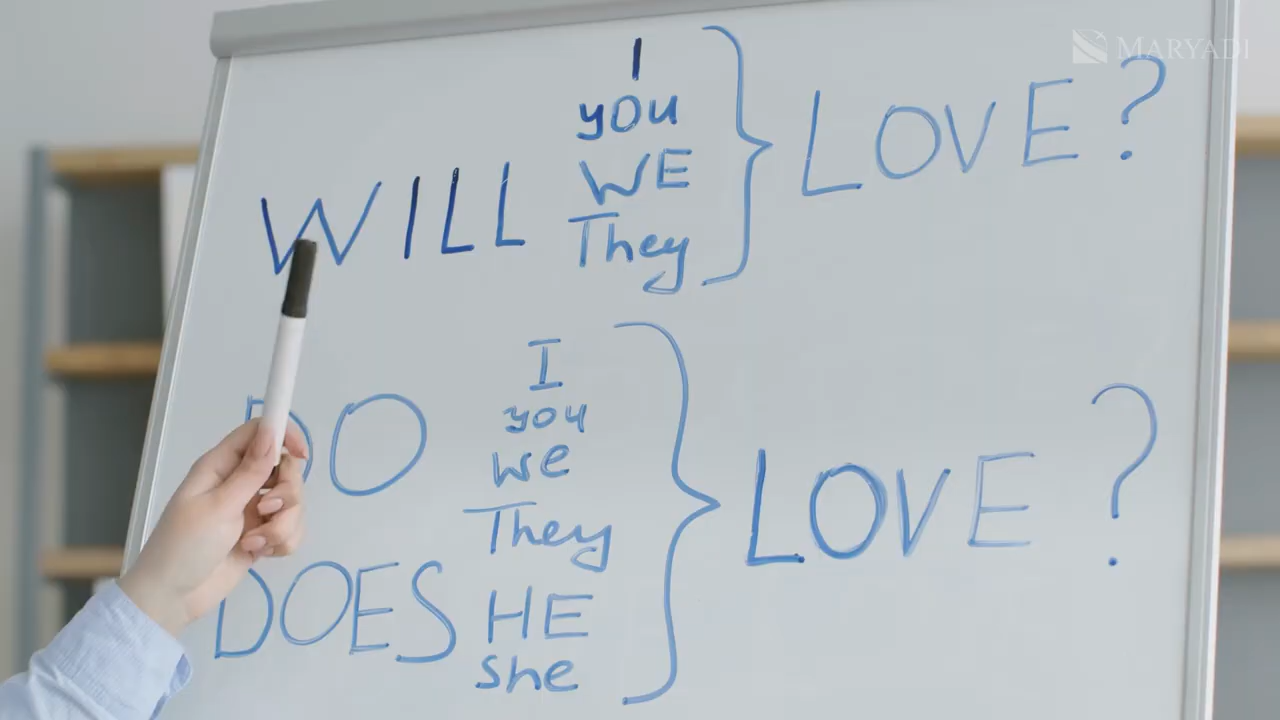 MARYADI
I
you
WE
They
WILL
LOVE?
I
you
we
They
DO
LOVE ?
DOES
HE
she